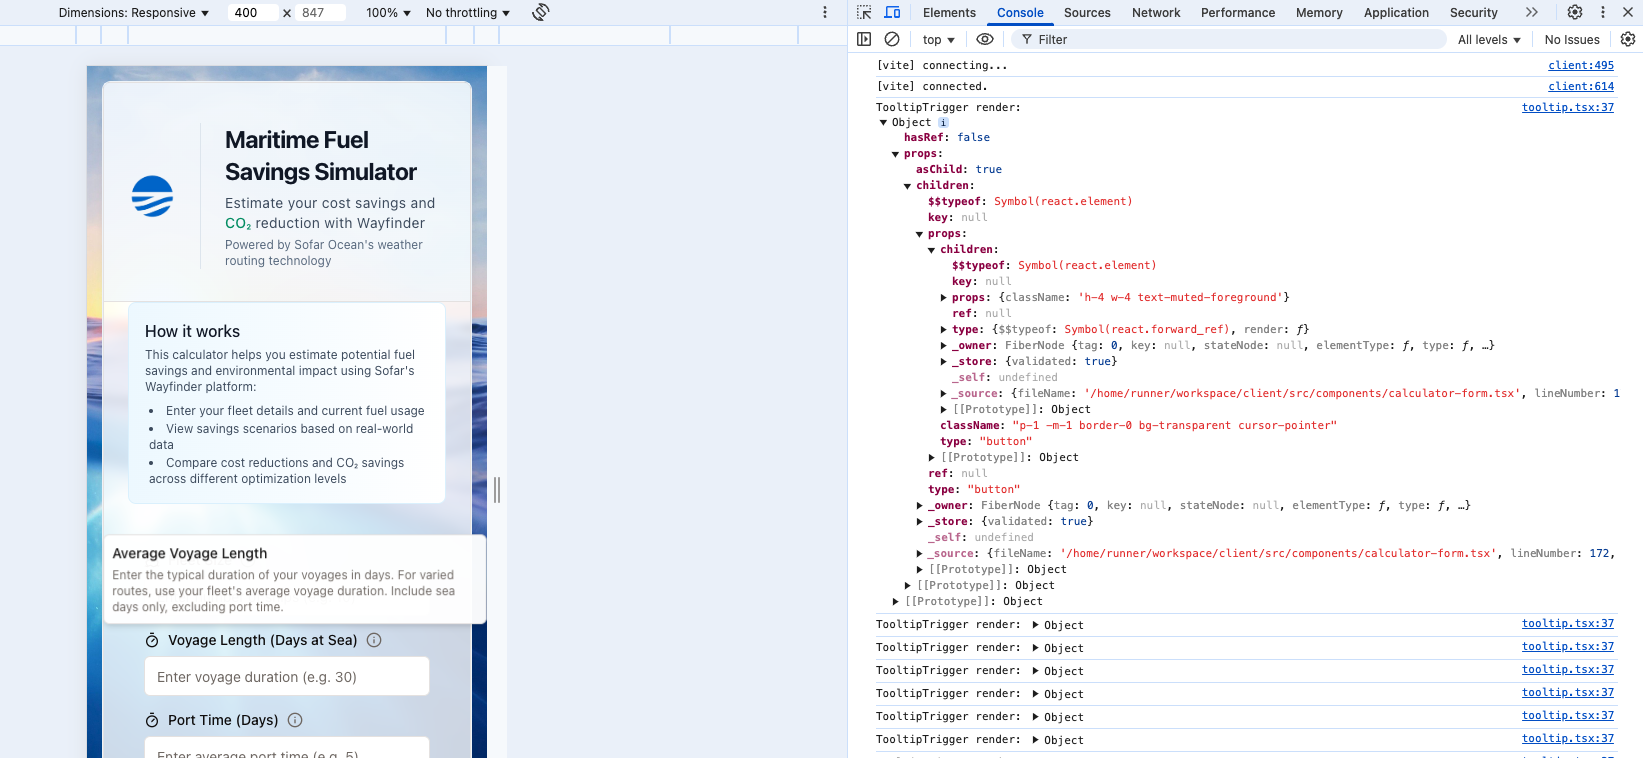 Dimensions: Responsive ▼ 400 × 847 100% ▼ No throttling ▼
Elements Console Sources Network Performance Memory Application Security
top ▼ Filter All levels ▼ No Issues
Maritime Fuel
Savings Simulator
Estimate your cost savings and
CO₂ reduction with Wayfinder
Powered by Sofar Ocean's weather
routing technology
How it works
This calculator helps you estimate potential fuel
savings and environmental impact using Sofar's
Wayfinder platform:
• Enter your fleet details and current fuel usage
• View savings scenarios based on real-world
data
• Compare cost reductions and CO₂ savings
across different optimization levels
Average Voyage Length
Enter the typical duration of your voyages in days. For varied
routes, use your fleet's average voyage duration. Include sea
days only, excluding port time.
Voyage Length (Days at Sea)
Enter voyage duration (e.g. 30)
Port Time (Days)
Enter average port time (e.g. 5)
[vite] connecting... client:495
[vite] connected. client:614
TooltipTrigger render: tooltip.tsx:37
▼ Object i
hasRef: false
▼ props:
asChild: true
▼ children:
$$typeof: Symbol(react.element)
key: null
▼ props:
▼ children:
$$typeof: Symbol(react.element)
key: null
▶ props: {className: 'h-4 w-4 text-muted-foreground'}
ref: null
▶ type: {$$typeof: Symbol(react.forward_ref), render: ƒ}
▶ _owner: FiberNode {tag: 0, key: null, stateNode: null, elementType: ƒ, type: ƒ, …}
▶ _store: {validated: true}
_self: undefined
▶ _source: {fileName: '/home/runner/workspace/client/src/components/calculator-form.tsx', lineNumber: 1
▶ [[Prototype]]: Object
className: "p-1 -m-1 border-0 bg-transparent cursor-pointer"
type: "button"
▶ [[Prototype]]: Object
ref: null
type: "button"
▶ _owner: FiberNode {tag: 0, key: null, stateNode: null, elementType: ƒ, type: ƒ, …}
▶ _store: {validated: true}
_self: undefined
▶ _source: {fileName: '/home/runner/workspace/client/src/components/calculator-form.tsx', lineNumber: 172,
▶ [[Prototype]]: Object
▶ [[Prototype]]: Object
▶ [[Prototype]]: Object
TooltipTrigger render: ▶ Object tooltip.tsx:37
TooltipTrigger render: ▶ Object tooltip.tsx:37
TooltipTrigger render: ▶ Object tooltip.tsx:37
TooltipTrigger render: ▶ Object tooltip.tsx:37
TooltipTrigger render: ▶ Object tooltip.tsx:37
TooltipTrigger render: ▶ Object tooltip.tsx:37